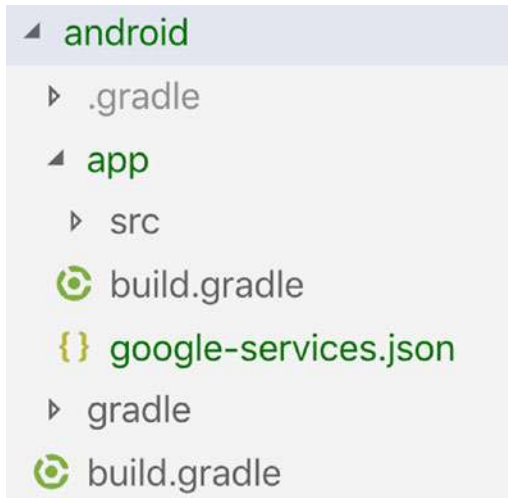 android
.gradle
app
src
build.gradle
google-services.json
gradle
build.gradle